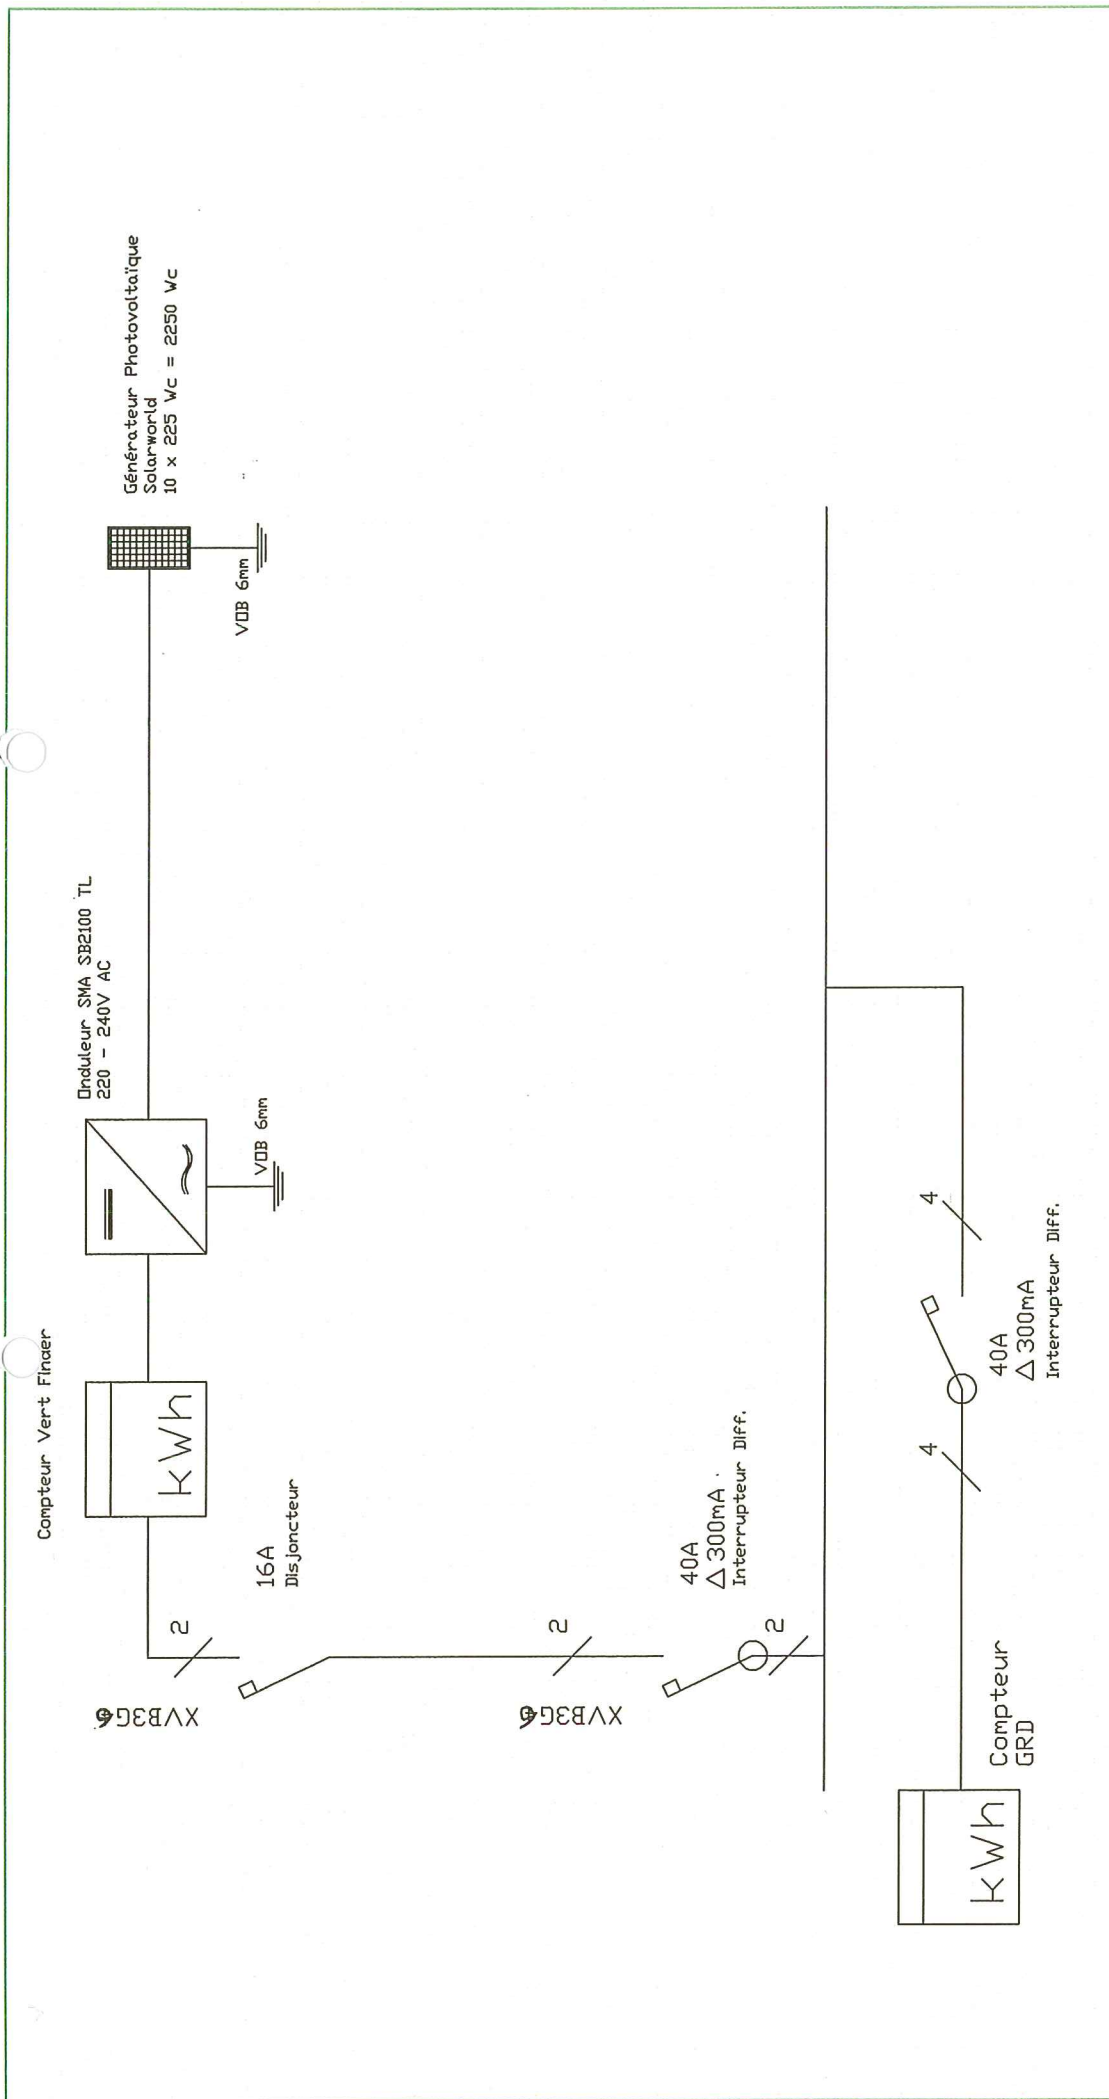 Compteur Vert Finder
kWh
Onduleur SMA SB2100 TL
220 - 240V AC
VOB 6mm
Générateur Photovoltaïque
Solarworld
10 x 225 Wc = 2250 Wc
VOB 6mm
2
16A
Disjoncteur
XVB3G6
2
XVB3G6
40A
Δ 300mA
Interrupteur Diff.
2
kWh
Compteur
GRD
4
40A
Δ 300mA
Interrupteur Diff.
4